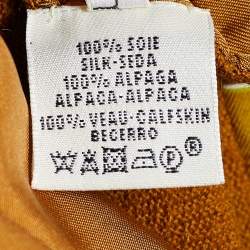 100% SOIE
SILK-SEDA
100% ALPAGA
ALPACA-ALPACA
100% VEAU-CALFSKIN
BECERRO
P ®